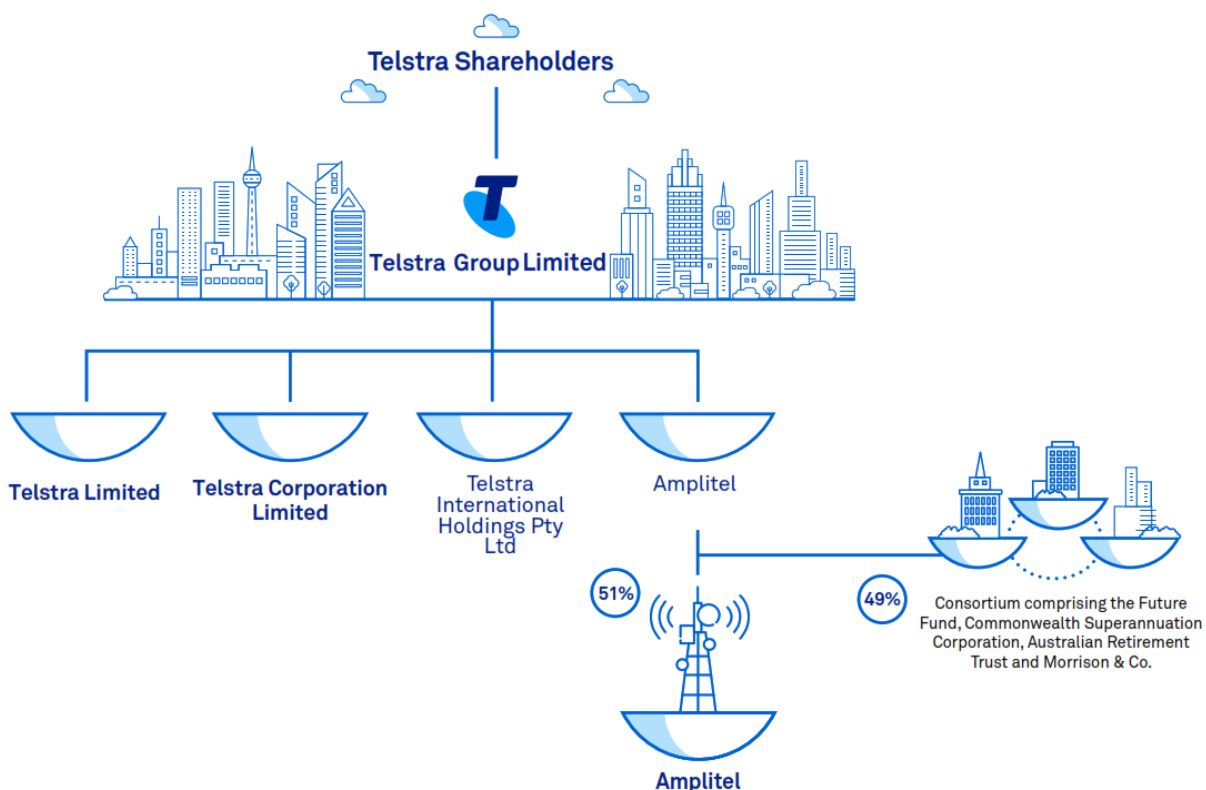 Telstra Shareholders
T
Telstra Group Limited
Telstra Limited
Telstra Corporation
Limited
Telstra
International
Holdings Pty
Ltd
Amplitel
51%
49%
Consortium comprising the Future
Fund, Commonwealth Superannuation
Corporation, Australian Retirement
Trust and Morrison & Co.
Amplitel